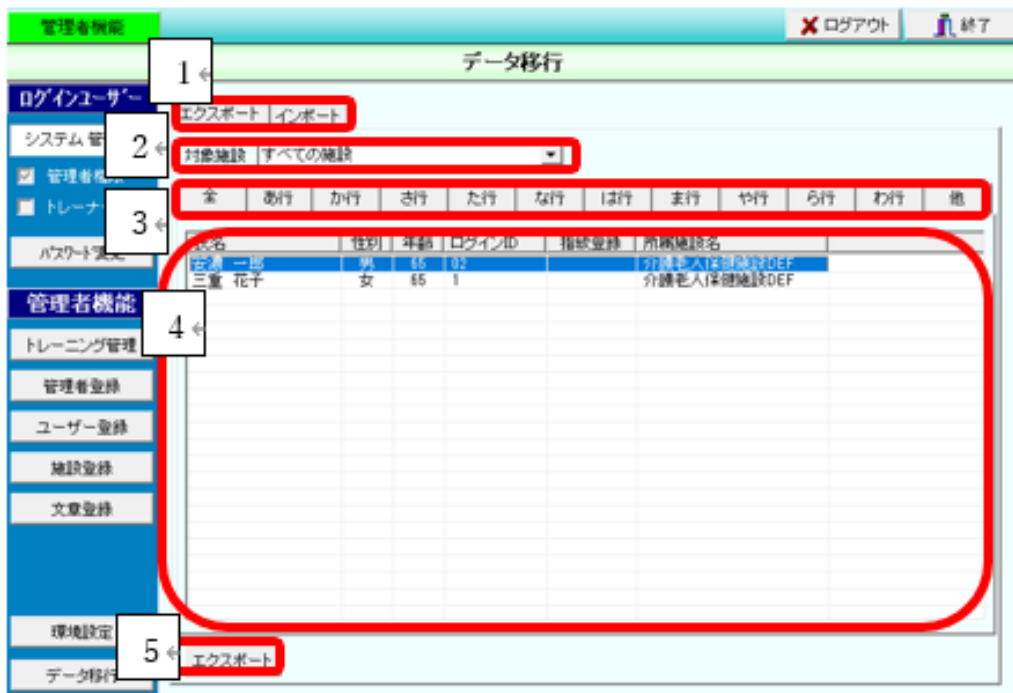 管理者機能
ログアウト
終了
データ移行
1
ログインユーザー
エクスポート インポート
システム 管
2
対象施設 すべての施設
管理者
トレーナー
3
全 あ行 か行 さ行 た行 な行 は行 ま行 や行 ら行 わ行 他
氏名 性別 年齢 ログインID 指紋登録 所属施設名
安濃 一郎 男 65 02 介護老人保健施設DEF
三重 花子 女 65 1 介護老人保健施設DEF
パスワード変更
管理者機能
4
トレーニング管理
管理者登録
ユーザー登録
施設登録
文章登録
環境設定
5
エクスポート
データ移行